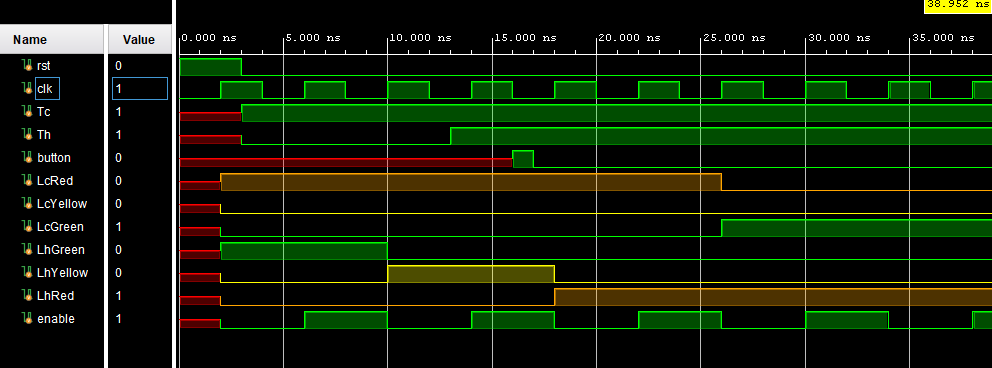 38.952 ns
Name Value
0.000 ns 5.000 ns 10.000 ns 15.000 ns 20.000 ns 25.000 ns 30.000 ns 35.000 ns
rst 0
clk 1
Tc 1
Th 1
button 0
LcRed 0
LcYellow 0
LcGreen 1
LhGreen 0
LhYellow 0
LhRed 1
enable 1